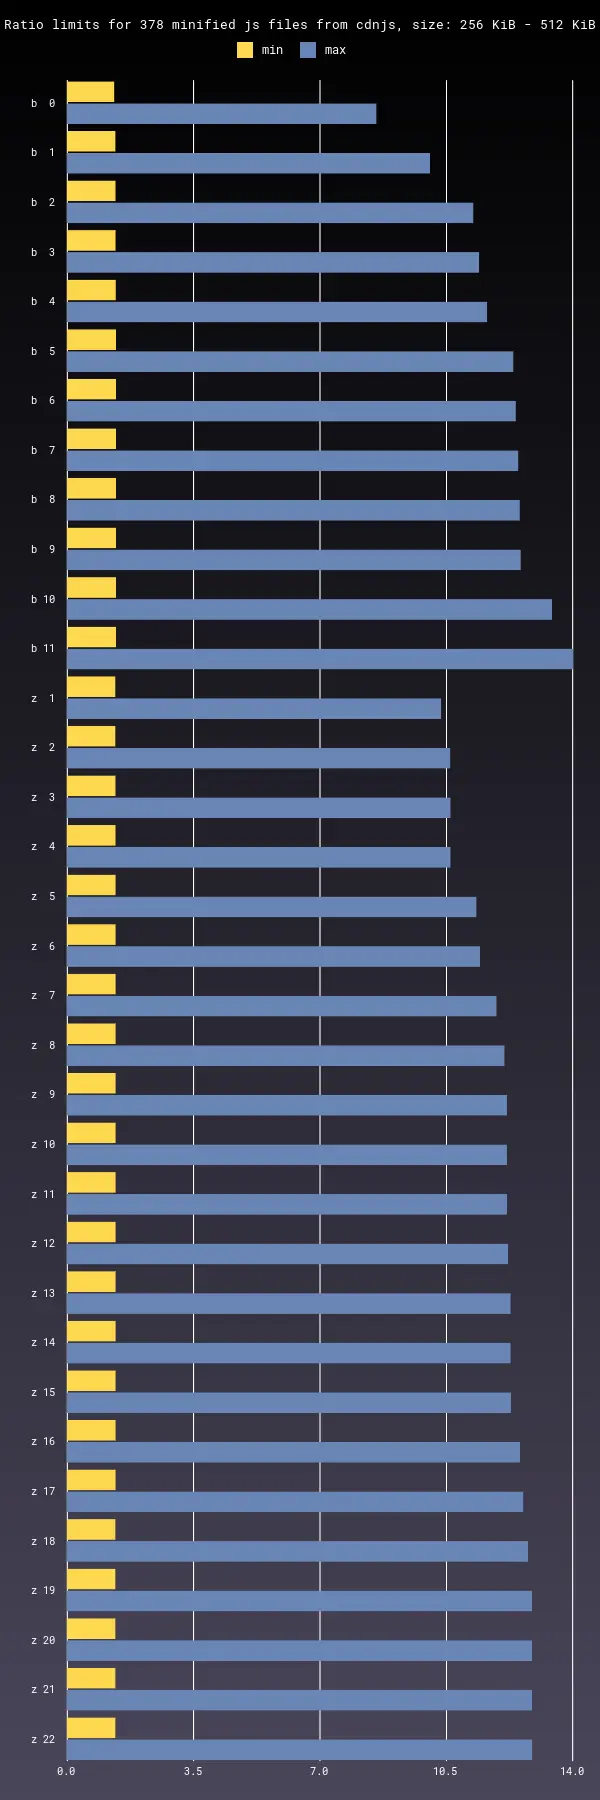 Ratio limits for 378 minified js files from cdnjs, size: 256 KiB - 512 KiB
min max
b 0
b 1
b 2
b 3
b 4
b 5
b 6
b 7
b 8
b 9
b 10
b 11
z 1
z 2
z 3
z 4
z 5
z 6
z 7
z 8
z 9
z 10
z 11
z 12
z 13
z 14
z 15
z 16
z 17
z 18
z 19
z 20
z 21
z 22
0.0 3.5 7.0 10.5 14.0